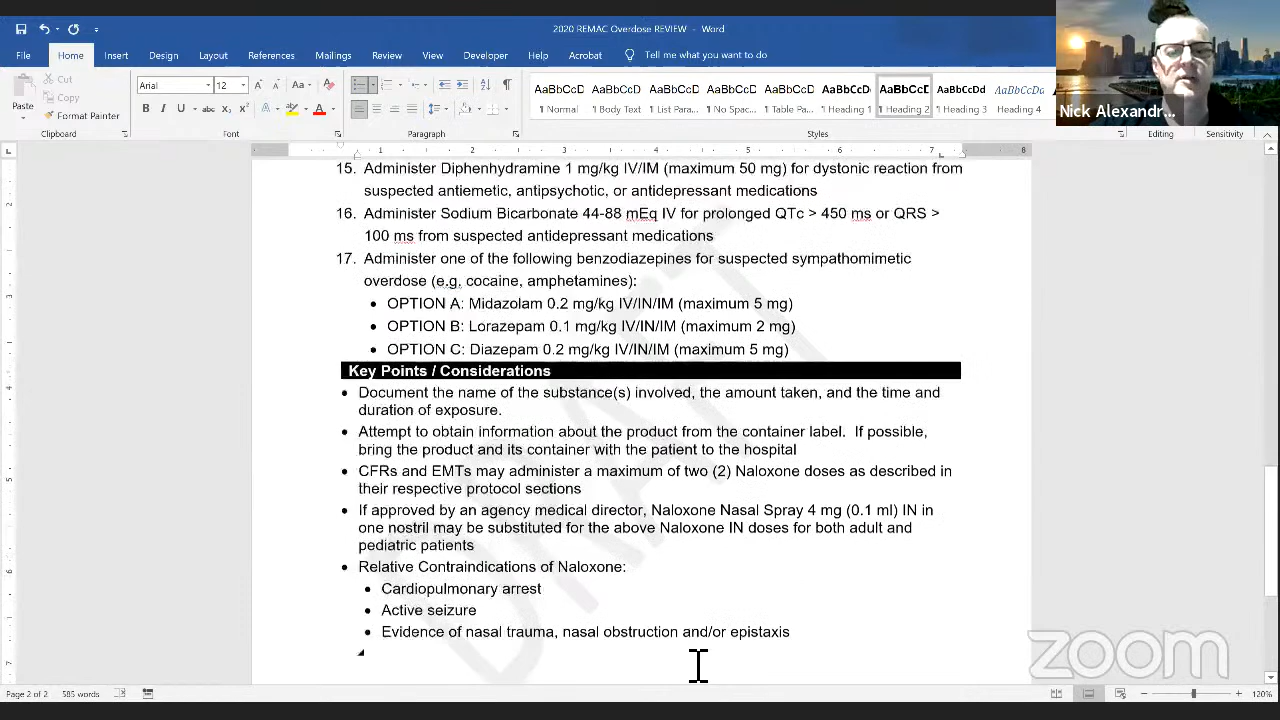 2020 REMAC Overdose REVIEW - Word
File Home Insert Design Layout References Mailings Review View Developer Help Acrobat Tell me what you want to do
Cut
Copy
Format Painter
Paste
Arial 12
B I U abc X₂ X² A A
AaBbCcD AaBbCcD AaBbCcD AaBbCcD AaBbCcD AaBbCcD AaBbCcD AaBbCcDd AaBbCcDd
¶ Normal ¶ Body Text ¶ List Para... ¶ No Spac... ¶ Table Pa... ¶ Heading 1 ¶ Heading 2 ¶ Heading 3 ¶ Heading 4
Clipboard Font Paragraph Styles Editing Sensitivity
Nick Alexandr...
1 2 3 4 5 6 7 8
15. Administer Diphenhydramine 1 mg/kg IV/IM (maximum 50 mg) for dystonic reaction from
suspected antiemetic, antipsychotic, or antidepressant medications
16. Administer Sodium Bicarbonate 44-88 mEq IV for prolonged QTc > 450 ms or QRS >
100 ms from suspected antidepressant medications
17. Administer one of the following benzodiazepines for suspected sympathomimetic
overdose (e.g. cocaine, amphetamines):
• OPTION A: Midazolam 0.2 mg/kg IV/IN/IM (maximum 5 mg)
• OPTION B: Lorazepam 0.1 mg/kg IV/IN/IM (maximum 2 mg)
• OPTION C: Diazepam 0.2 mg/kg IV/IN/IM (maximum 5 mg)
Key Points / Considerations
• Document the name of the substance(s) involved, the amount taken, and the time and
duration of exposure.
• Attempt to obtain information about the product from the container label. If possible,
bring the product and its container with the patient to the hospital
• CFRs and EMTs may administer a maximum of two (2) Naloxone doses as described in
their respective protocol sections
• If approved by an agency medical director, Naloxone Nasal Spray 4 mg (0.1 ml) IN in
one nostril may be substituted for the above Naloxone IN doses for both adult and
pediatric patients
• Relative Contraindications of Naloxone:
• Cardiopulmonary arrest
• Active seizure
• Evidence of nasal trauma, nasal obstruction and/or epistaxis
DRAFT
zoom
Page 2 of 2 585 words 120%